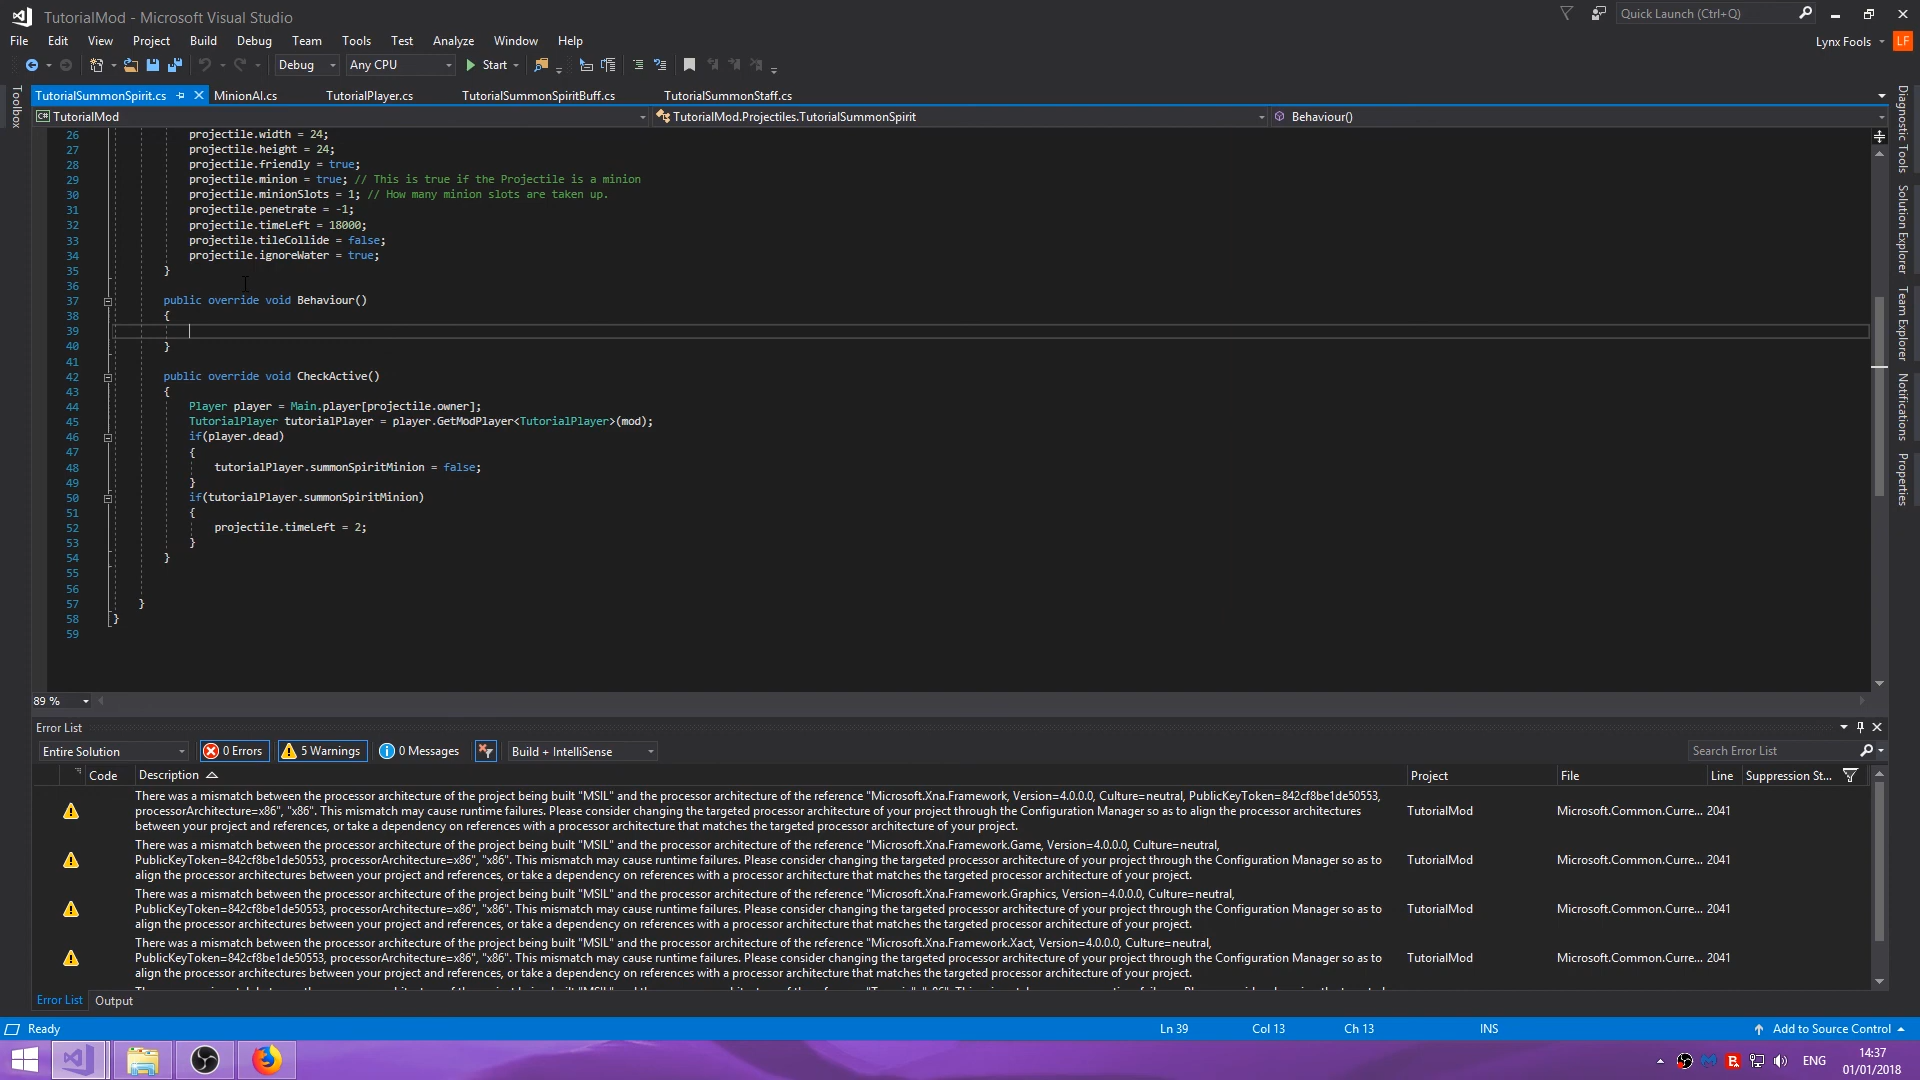 TutorialMod - Microsoft Visual Studio
Quick Launch (Ctrl+Q)
File Edit View Project Build Debug Team Tools Test Analyze Window Help
Lynx Fools LF
Debug Any CPU Start
Toolbox
TutorialSummonSpirit.cs MinionAI.cs TutorialPlayer.cs TutorialSummonSpiritBuff.cs TutorialSummonStaff.cs
C# TutorialMod TutorialMod.Projectiles.TutorialSummonSpirit Behaviour()
26 projectile.width = 24;
27 projectile.height = 24;
28 projectile.friendly = true;
29 projectile.minion = true; // This is true if the Projectile is a minion
30 projectile.minionSlots = 1; // How many minion slots are taken up.
31 projectile.penetrate = -1;
32 projectile.timeLeft = 18000;
33 projectile.tileCollide = false;
34 projectile.ignoreWater = true;
35 }
36
37 public override void Behaviour()
38 {
39
40 }
41
42 public override void CheckActive()
43 {
44 Player player = Main.player[projectile.owner];
45 TutorialPlayer tutorialPlayer = player.GetModPlayer<TutorialPlayer>(mod);
46 if(player.dead)
47 {
48 tutorialPlayer.summonSpiritMinion = false;
49 }
50 if(tutorialPlayer.summonSpiritMinion)
51 {
52 projectile.timeLeft = 2;
53 }
54 }
55
56
57 }
58 }
59
Diagnostic Tools
Solution Explorer
Team Explorer
Notifications
Properties
89 %
Error List
Entire Solution 0 Errors 5 Warnings 0 Messages Build + IntelliSense Search Error List
Code Description Project File Line Suppression St...
There was a mismatch between the processor architecture of the project being built "MSIL" and the processor architecture of the reference "Microsoft.Xna.Framework, Version=4.0.0.0, Culture=neutral, PublicKeyToken=842cf8be1de50553,
processorArchitecture=x86", "x86". This mismatch may cause runtime failures. Please consider changing the targeted processor architecture of your project through the Configuration Manager so as to align the processor architectures TutorialMod Microsoft.Common.Curre... 2041
between your project and references, or take a dependency on references with a processor architecture that matches the targeted processor architecture of your project.
There was a mismatch between the processor architecture of the project being built "MSIL" and the processor architecture of the reference "Microsoft.Xna.Framework.Game, Version=4.0.0.0, Culture=neutral,
PublicKeyToken=842cf8be1de50553, processorArchitecture=x86", "x86". This mismatch may cause runtime failures. Please consider changing the targeted processor architecture of your project through the Configuration Manager so as to TutorialMod Microsoft.Common.Curre... 2041
align the processor architectures between your project and references, or take a dependency on references with a processor architecture that matches the targeted processor architecture of your project.
There was a mismatch between the processor architecture of the project being built "MSIL" and the processor architecture of the reference "Microsoft.Xna.Framework.Graphics, Version=4.0.0.0, Culture=neutral,
PublicKeyToken=842cf8be1de50553, processorArchitecture=x86", "x86". This mismatch may cause runtime failures. Please consider changing the targeted processor architecture of your project through the Configuration Manager so as to TutorialMod Microsoft.Common.Curre... 2041
align the processor architectures between your project and references, or take a dependency on references with a processor architecture that matches the targeted processor architecture of your project.
There was a mismatch between the processor architecture of the project being built "MSIL" and the processor architecture of the reference "Microsoft.Xna.Framework.Xact, Version=4.0.0.0, Culture=neutral,
PublicKeyToken=842cf8be1de50553, processorArchitecture=x86", "x86". This mismatch may cause runtime failures. Please consider changing the targeted processor architecture of your project through the Configuration Manager so as to TutorialMod Microsoft.Common.Curre... 2041
align the processor architectures between your project and references, or take a dependency on references with a processor architecture that matches the targeted processor architecture of your project.
Error List Output
Ready Ln 39 Col 13 Ch 13 INS Add to Source Control
ENG 14:37
01/01/2018